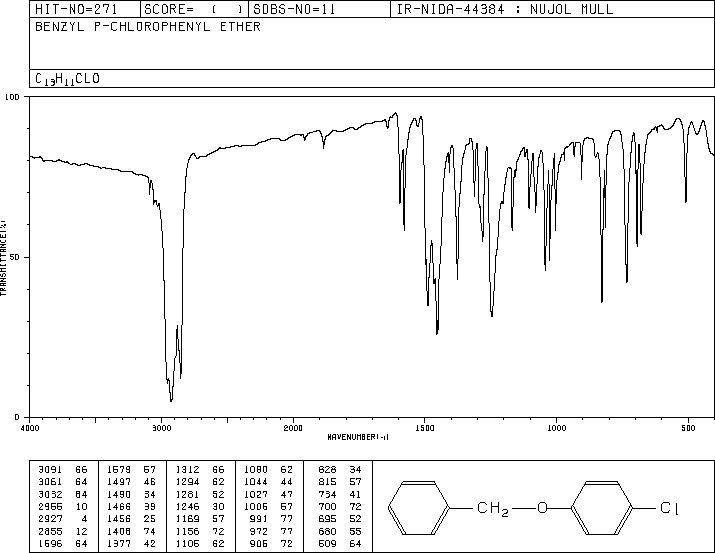 HIT-NO=271 SCORE= ( ) SDBS-NO=11 IR-NIDA-44384 : NUJOL MULL
BENZYL P-CHLOROPHENYL ETHER
C13H11CLO
100
TRANSMITTANCE(%)
50
0
4000 3000 2000 1500 1000 500
WAVENUMBER(-1)
3091 66 1579 57 1312 66 1080 62 828 34
3061 64 1497 46 1294 62 1044 44 815 57
3032 64 1490 34 1281 52 1027 47 734 41
2955 10 1466 39 1246 30 1006 57 700 72
2927 4 1456 25 1169 57 991 77 695 52
2855 12 1408 74 1156 72 972 77 680 55
1596 64 1377 42 1105 62 905 72 509 64
CH2 O Cl